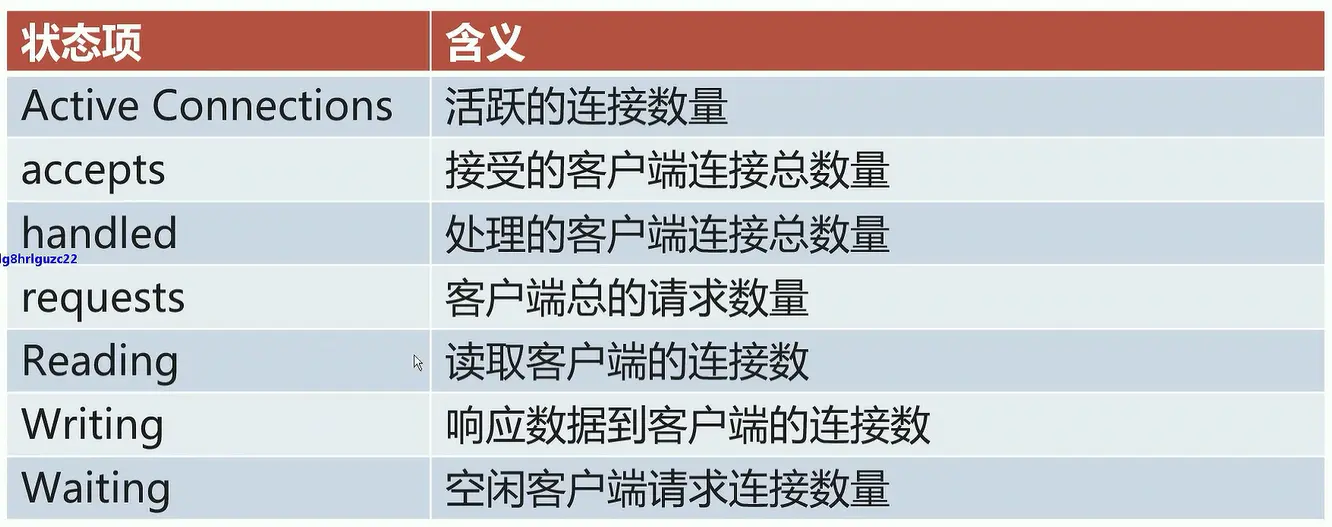 状态项 含义
Active Connections 活跃的连接数量
accepts 接受的客户端连接总数量
handled 处理的客户端连接总数量
g8hrlguzc22
requests 客户端总的请求数量
Reading 读取客户端的连接数
Writing 响应数据到客户端的连接数
Waiting 空闲客户端请求连接数量